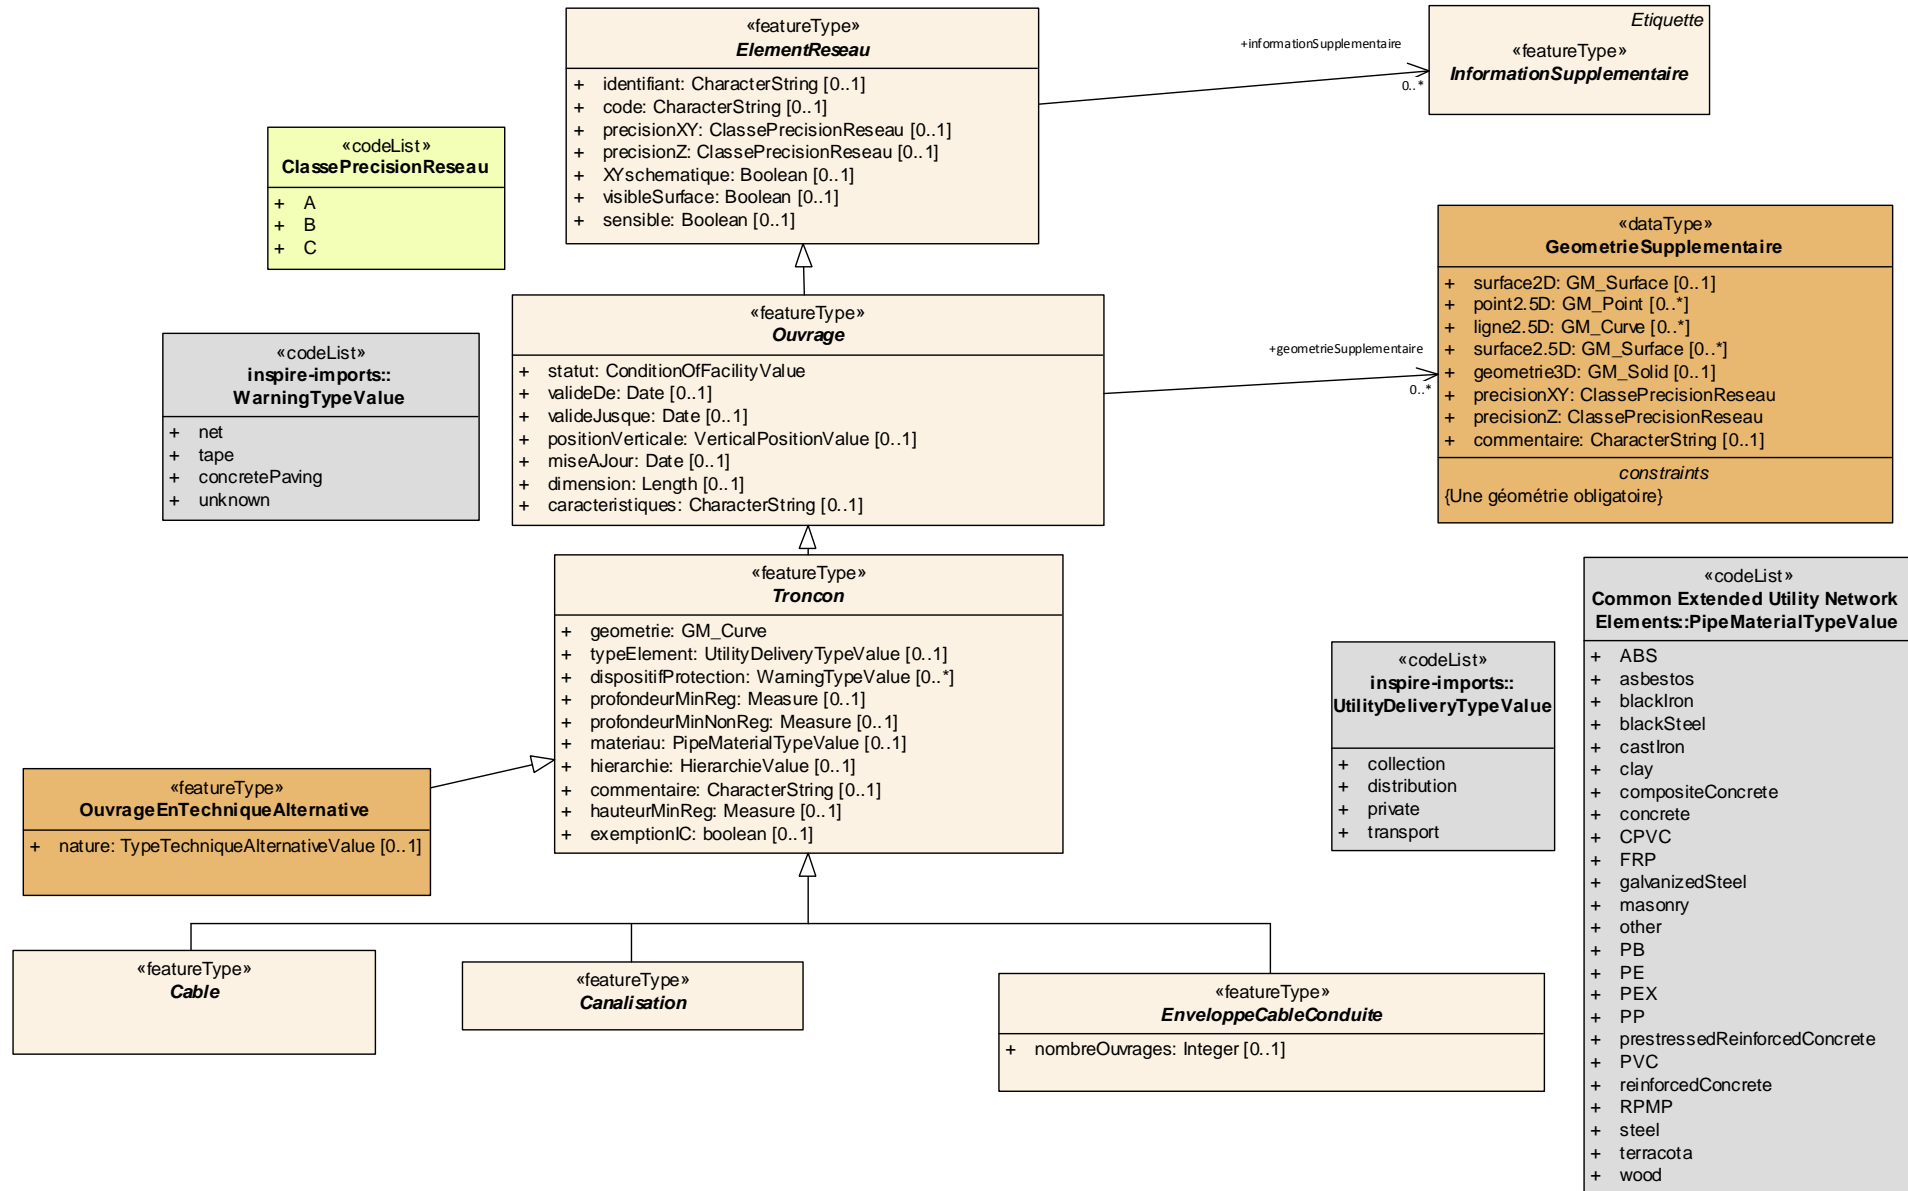 «featureType»
ElementReseau
+ identifiant: CharacterString [0..1]
+ code: CharacterString [0..1]
+ precisionXY: ClassePrecisionReseau [0..1]
+ precisionZ: ClassePrecisionReseau [0..1]
+ XYschematique: Boolean [0..1]
+ visibleSurface: Boolean [0..1]
+ sensible: Boolean [0..1]
+informationSupplementaire
0..*
Etiquette
«featureType»
InformationSupplementaire
«codeList»
ClassePrecisionReseau
+ A
+ B
+ C
«dataType»
GeometrieSupplementaire
+ surface2D: GM_Surface [0..1]
+ point2.5D: GM_Point [0..*]
+ ligne2.5D: GM_Curve [0..*]
+ surface2.5D: GM_Surface [0..*]
+ geometrie3D: GM_Solid [0..1]
+ precisionXY: ClassePrecisionReseau
+ precisionZ: ClassePrecisionReseau
+ commentaire: CharacterString [0..1]
constraints
{Une géométrie obligatoire}
«featureType»
Ouvrage
+ statut: ConditionOfFacilityValue
+ valideDe: Date [0..1]
+ valideJusque: Date [0..1]
+ positionVerticale: VerticalPositionValue [0..1]
+ miseAJour: Date [0..1]
+ dimension: Length [0..1]
+ caracteristiques: CharacterString [0..1]
+geometrieSupplementaire
0..*
«codeList»
inspire-imports::
WarningTypeValue
+ net
+ tape
+ concretePaving
+ unknown
«featureType»
Troncon
+ geometrie: GM_Curve
+ typeElement: UtilityDeliveryTypeValue [0..1]
+ dispositifProtection: WarningTypeValue [0..*]
+ profondeurMinReg: Measure [0..1]
+ profondeurMinNonReg: Measure [0..1]
+ materiau: PipeMaterialTypeValue [0..1]
+ hierarchie: HierarchieValue [0..1]
+ commentaire: CharacterString [0..1]
+ hauteurMinReg: Measure [0..1]
+ exemptionIC: boolean [0..1]
«codeList»
inspire-imports::
UtilityDeliveryTypeValue
+ collection
+ distribution
+ private
+ transport
«codeList»
Common Extended Utility Network
Elements::PipeMaterialTypeValue
+ ABS
+ asbestos
+ blackIron
+ blackSteel
+ castIron
+ clay
+ compositeConcrete
+ concrete
+ CPVC
+ FRP
+ galvanizedSteel
+ masonry
+ other
+ PB
+ PE
+ PEX
+ PP
+ prestressedReinforcedConcrete
+ PVC
+ reinforcedConcrete
+ RPMP
+ steel
+ terracota
+ wood
«featureType»
OuvrageEnTechniqueAlternative
+ nature: TypeTechniqueAlternativeValue [0..1]
«featureType»
Cable
«featureType»
Canalisation
«featureType»
EnveloppeCableConduite
+ nombreOuvrages: Integer [0..1]